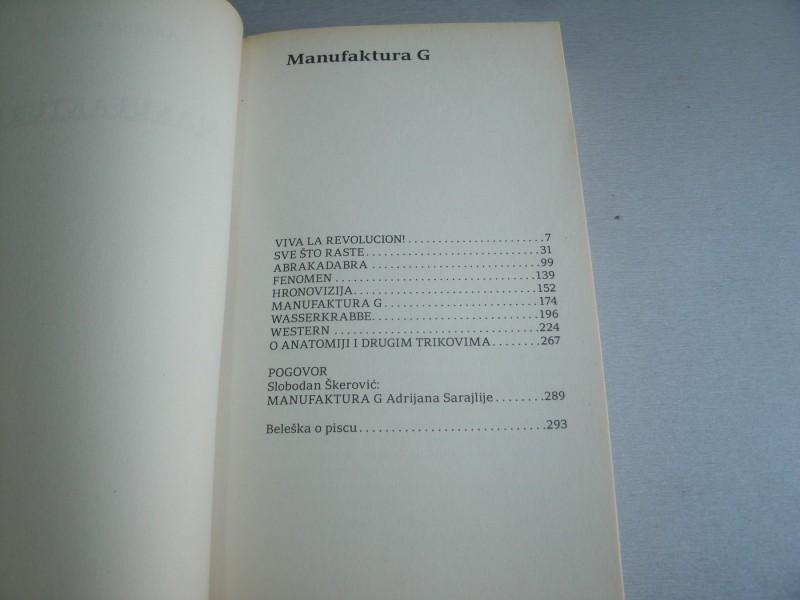 Manufaktura G
VIVA LA REVOLUCION!.......................7
SVE ŠTO RASTE.............................31
ABRAKADABRA ............................99
FENOMEN ..................................139
HRONOVIZIJA...............................152
MANUFAKTURA G..........................174
WASSERKRABBE............................196
WESTERN ..................................224
O ANATOMIJI I DRUGIM TRIKOVIMA........267
POGOVOR
Slobodan Škerović:
MANUFAKTURA G Adrijana Sarajlije........289
Beleška o piscu...............................293